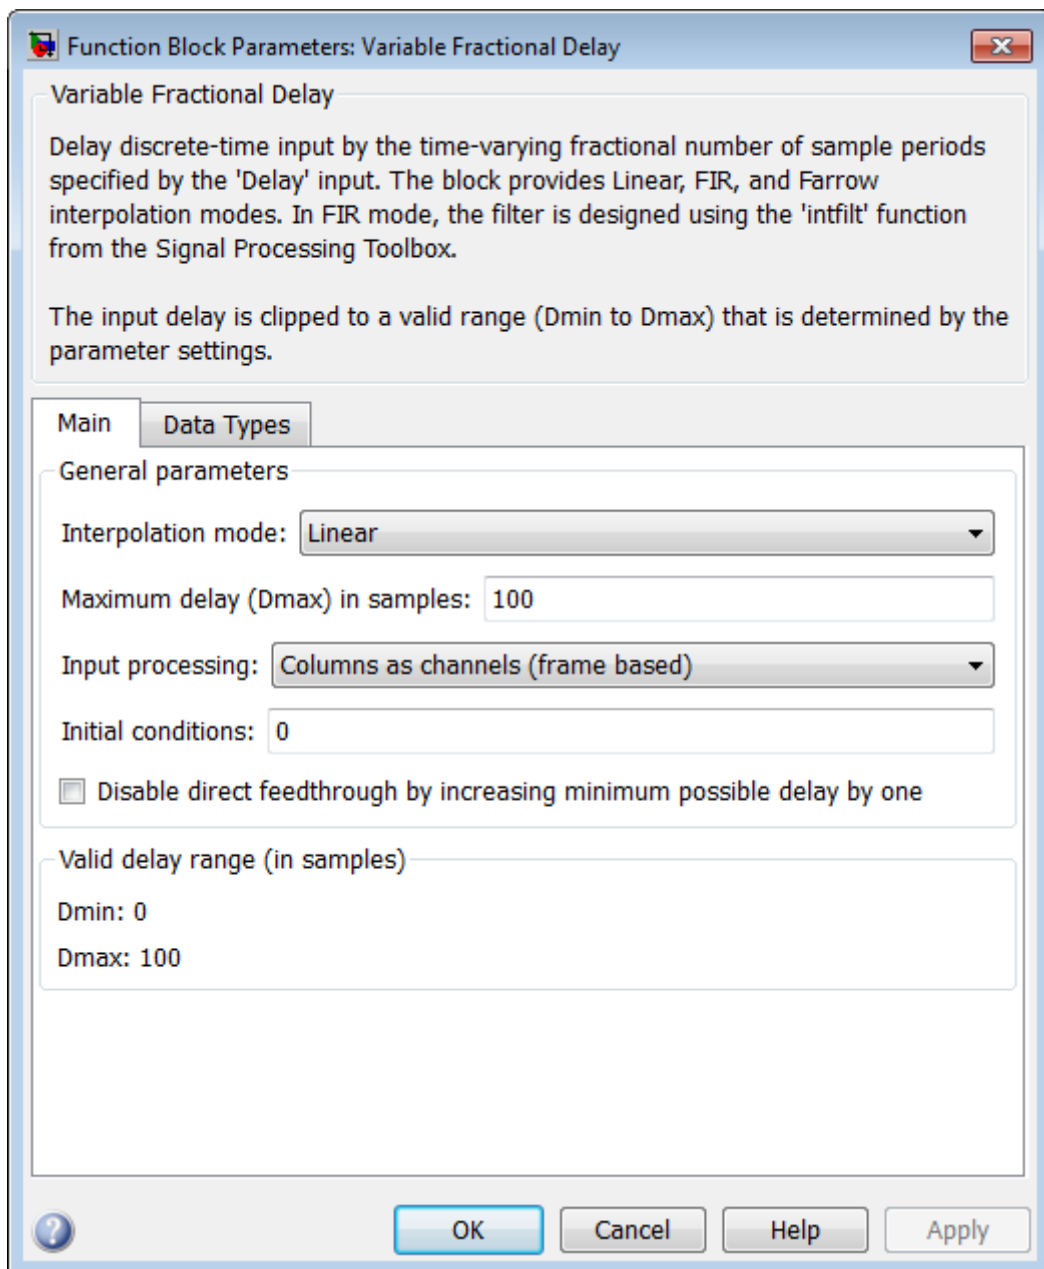 Function Block Parameters: Variable Fractional Delay
Variable Fractional Delay
Delay discrete-time input by the time-varying fractional number of sample periods
specified by the 'Delay' input. The block provides Linear, FIR, and Farrow
interpolation modes. In FIR mode, the filter is designed using the 'intfilt' function
from the Signal Processing Toolbox.
The input delay is clipped to a valid range (Dmin to Dmax) that is determined by the
parameter settings.
Main Data Types
General parameters
Interpolation mode: Linear
Maximum delay (Dmax) in samples: 100
Input processing: Columns as channels (frame based)
Initial conditions: 0
Disable direct feedthrough by increasing minimum possible delay by one
Valid delay range (in samples)
Dmin: 0
Dmax: 100
? OK Cancel Help Apply